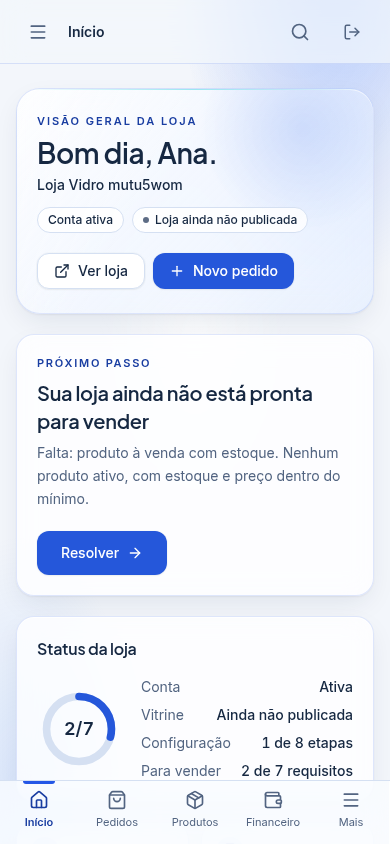 Início
VISÃO GERAL DA LOJA
Bom dia, Ana.
Loja Vidro mutu5wom
Conta ativa
Loja ainda não publicada
Ver loja
Novo pedido
PRÓXIMO PASSO
Sua loja ainda não está pronta
para vender
Falta: produto à venda com estoque. Nenhum
produto ativo, com estoque e preço dentro do
mínimo.
Resolver
Status da loja
2/7
Conta Ativa
Vitrine Ainda não publicada
Configuração 1 de 8 etapas
Para vender 2 de 7 requisitos
Início Pedidos Produtos Financeiro Mais